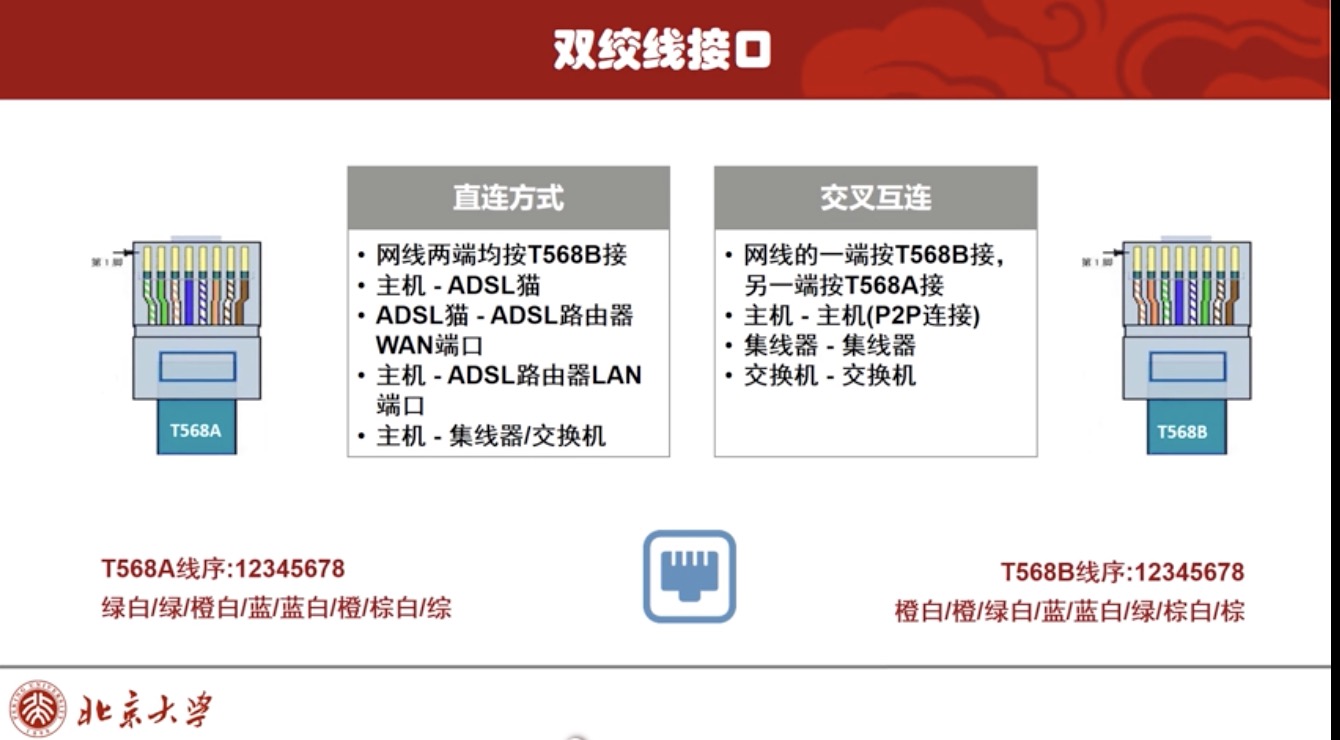 双绞线接口
直连方式
• 网线两端均按T568B接
• 主机 - ADSL猫
• ADSL猫 - ADSL路由器
WAN端口
• 主机 - ADSL路由器LAN
端口
• 主机 - 集线器/交换机
交叉互连
• 网线的一端按T568B接，
另一端按T568A接
• 主机 - 主机(P2P连接)
• 集线器 - 集线器
• 交换机 - 交换机
第1脚
T568A
第1脚
T568B
T568A线序:12345678
绿白/绿/橙白/蓝/蓝白/橙/棕白/综
T568B线序:12345678
橙白/橙/绿白/蓝/蓝白/绿/棕白/棕
北京大学